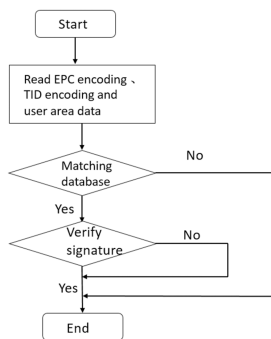 Start
Read EPC encoding 、
TID encoding and
user area data
Matching
database
No
Yes
Verify
signature
No
Yes
End